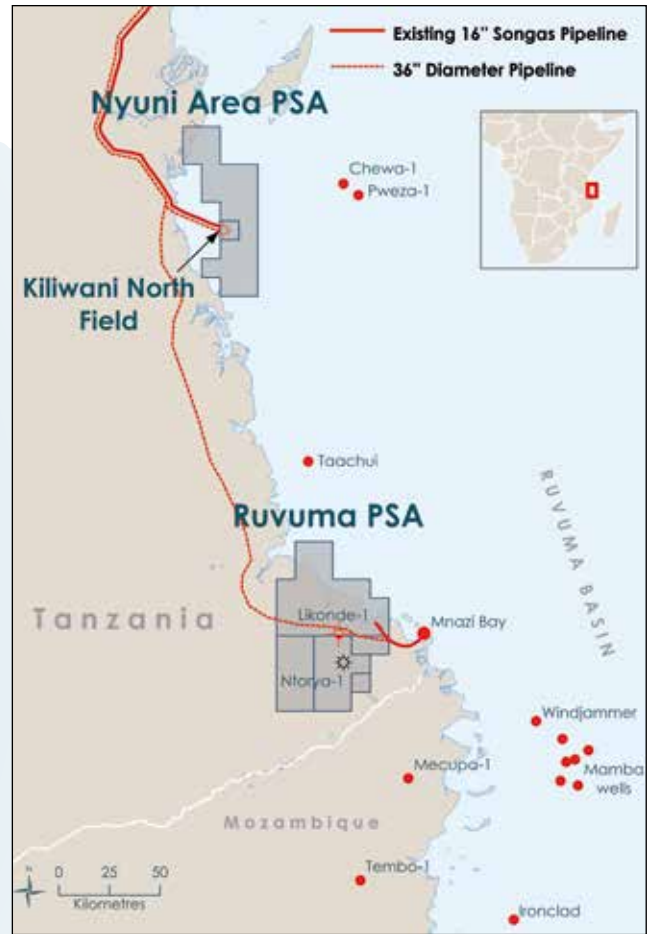 Existing 16" Songas Pipeline
36" Diameter Pipeline
Nyuni Area PSA
Chewa-1
Pweza-1
Kiliwani North
Field
Taachui
RUVUMA BASIN
Ruvuma PSA
Tanzania
Likonde-1
Mnazi Bay
Ntorya-1
Windjammer
Mamba
wells
Mecupa-1
Mozambique
Tembo-1
N
0 25 50
Kilometres
Ironclad